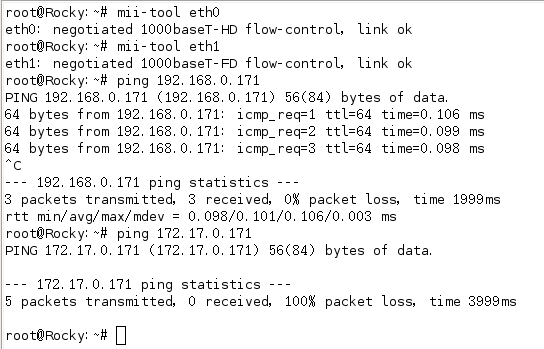 root@Rocky:~# mii-tool eth0
eth0: negotiated 1000baseT-HD flow-control, link ok
root@Rocky:~# mii-tool eth1
eth1: negotiated 1000baseT-FD flow-control, link ok
root@Rocky:~# ping 192.168.0.171
PING 192.168.0.171 (192.168.0.171) 56(84) bytes of data.
64 bytes from 192.168.0.171: icmp_req=1 ttl=64 time=0.106 ms
64 bytes from 192.168.0.171: icmp_req=2 ttl=64 time=0.099 ms
64 bytes from 192.168.0.171: icmp_req=3 ttl=64 time=0.098 ms
^C
--- 192.168.0.171 ping statistics ---
3 packets transmitted, 3 received, 0% packet loss, time 1999ms
rtt min/avg/max/mdev = 0.098/0.101/0.106/0.003 ms
root@Rocky:~# ping 172.17.0.171
PING 172.17.0.171 (172.17.0.171) 56(84) bytes of data.
--- 172.17.0.171 ping statistics ---
5 packets transmitted, 0 received, 100% packet loss, time 3999ms
root@Rocky:~#